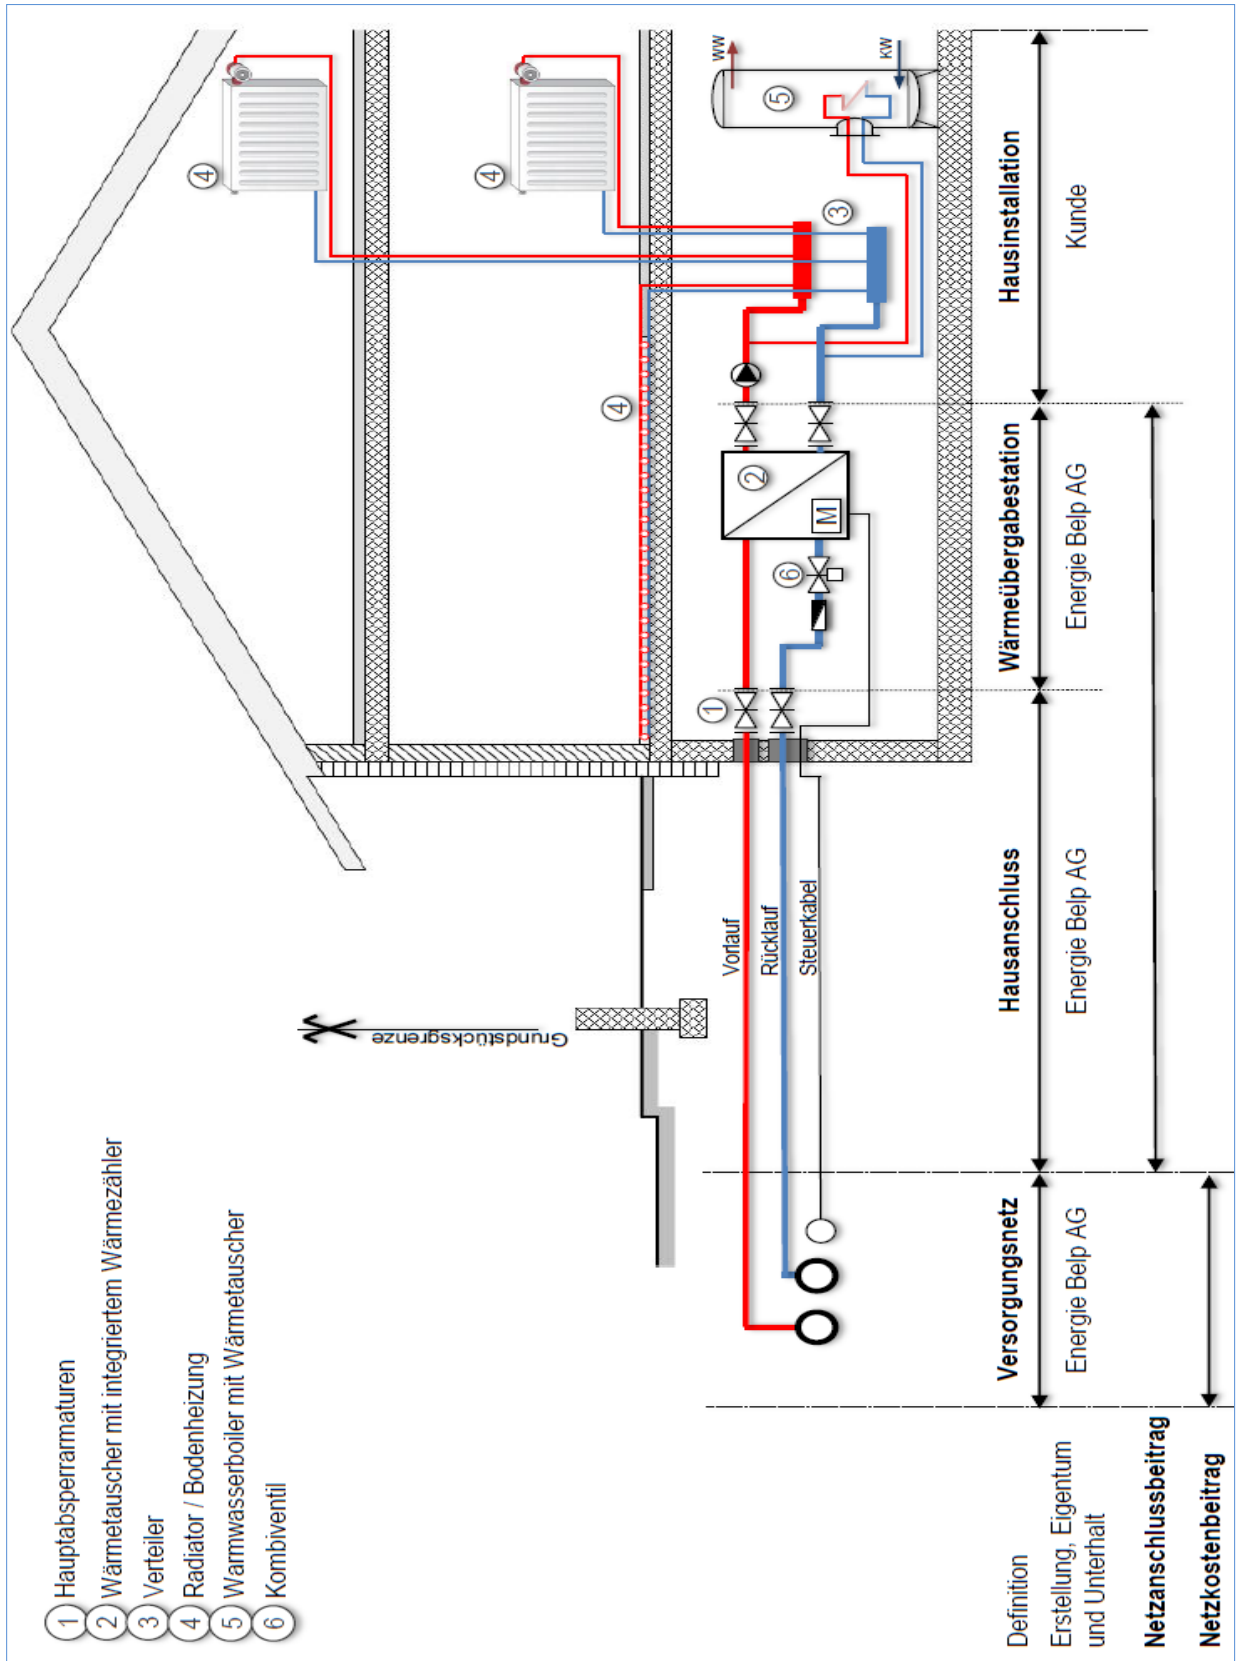 1 Hauptabsperrarmaturen
2 Wärmetauscher mit integriertem Wärmezähler
3 Verteiler
4 Radiator / Bodenheizung
5 Warmwasserboiler mit Wärmetauscher
6 Kombiventil
Grundstücksgrenze
4
4
4
WW
KW
5
3
2
M
6
1
Vorlauf
Rücklauf
Steuerkabel
Definition
Versorgungsnetz
Hausanschluss
Wärmeübergabestation
Hausinstallation
Erstellung, Eigentum
und Unterhalt
Energie Belp AG
Energie Belp AG
Energie Belp AG
Kunde
Netzanschlussbeitrag
Netzkostenbeitrag